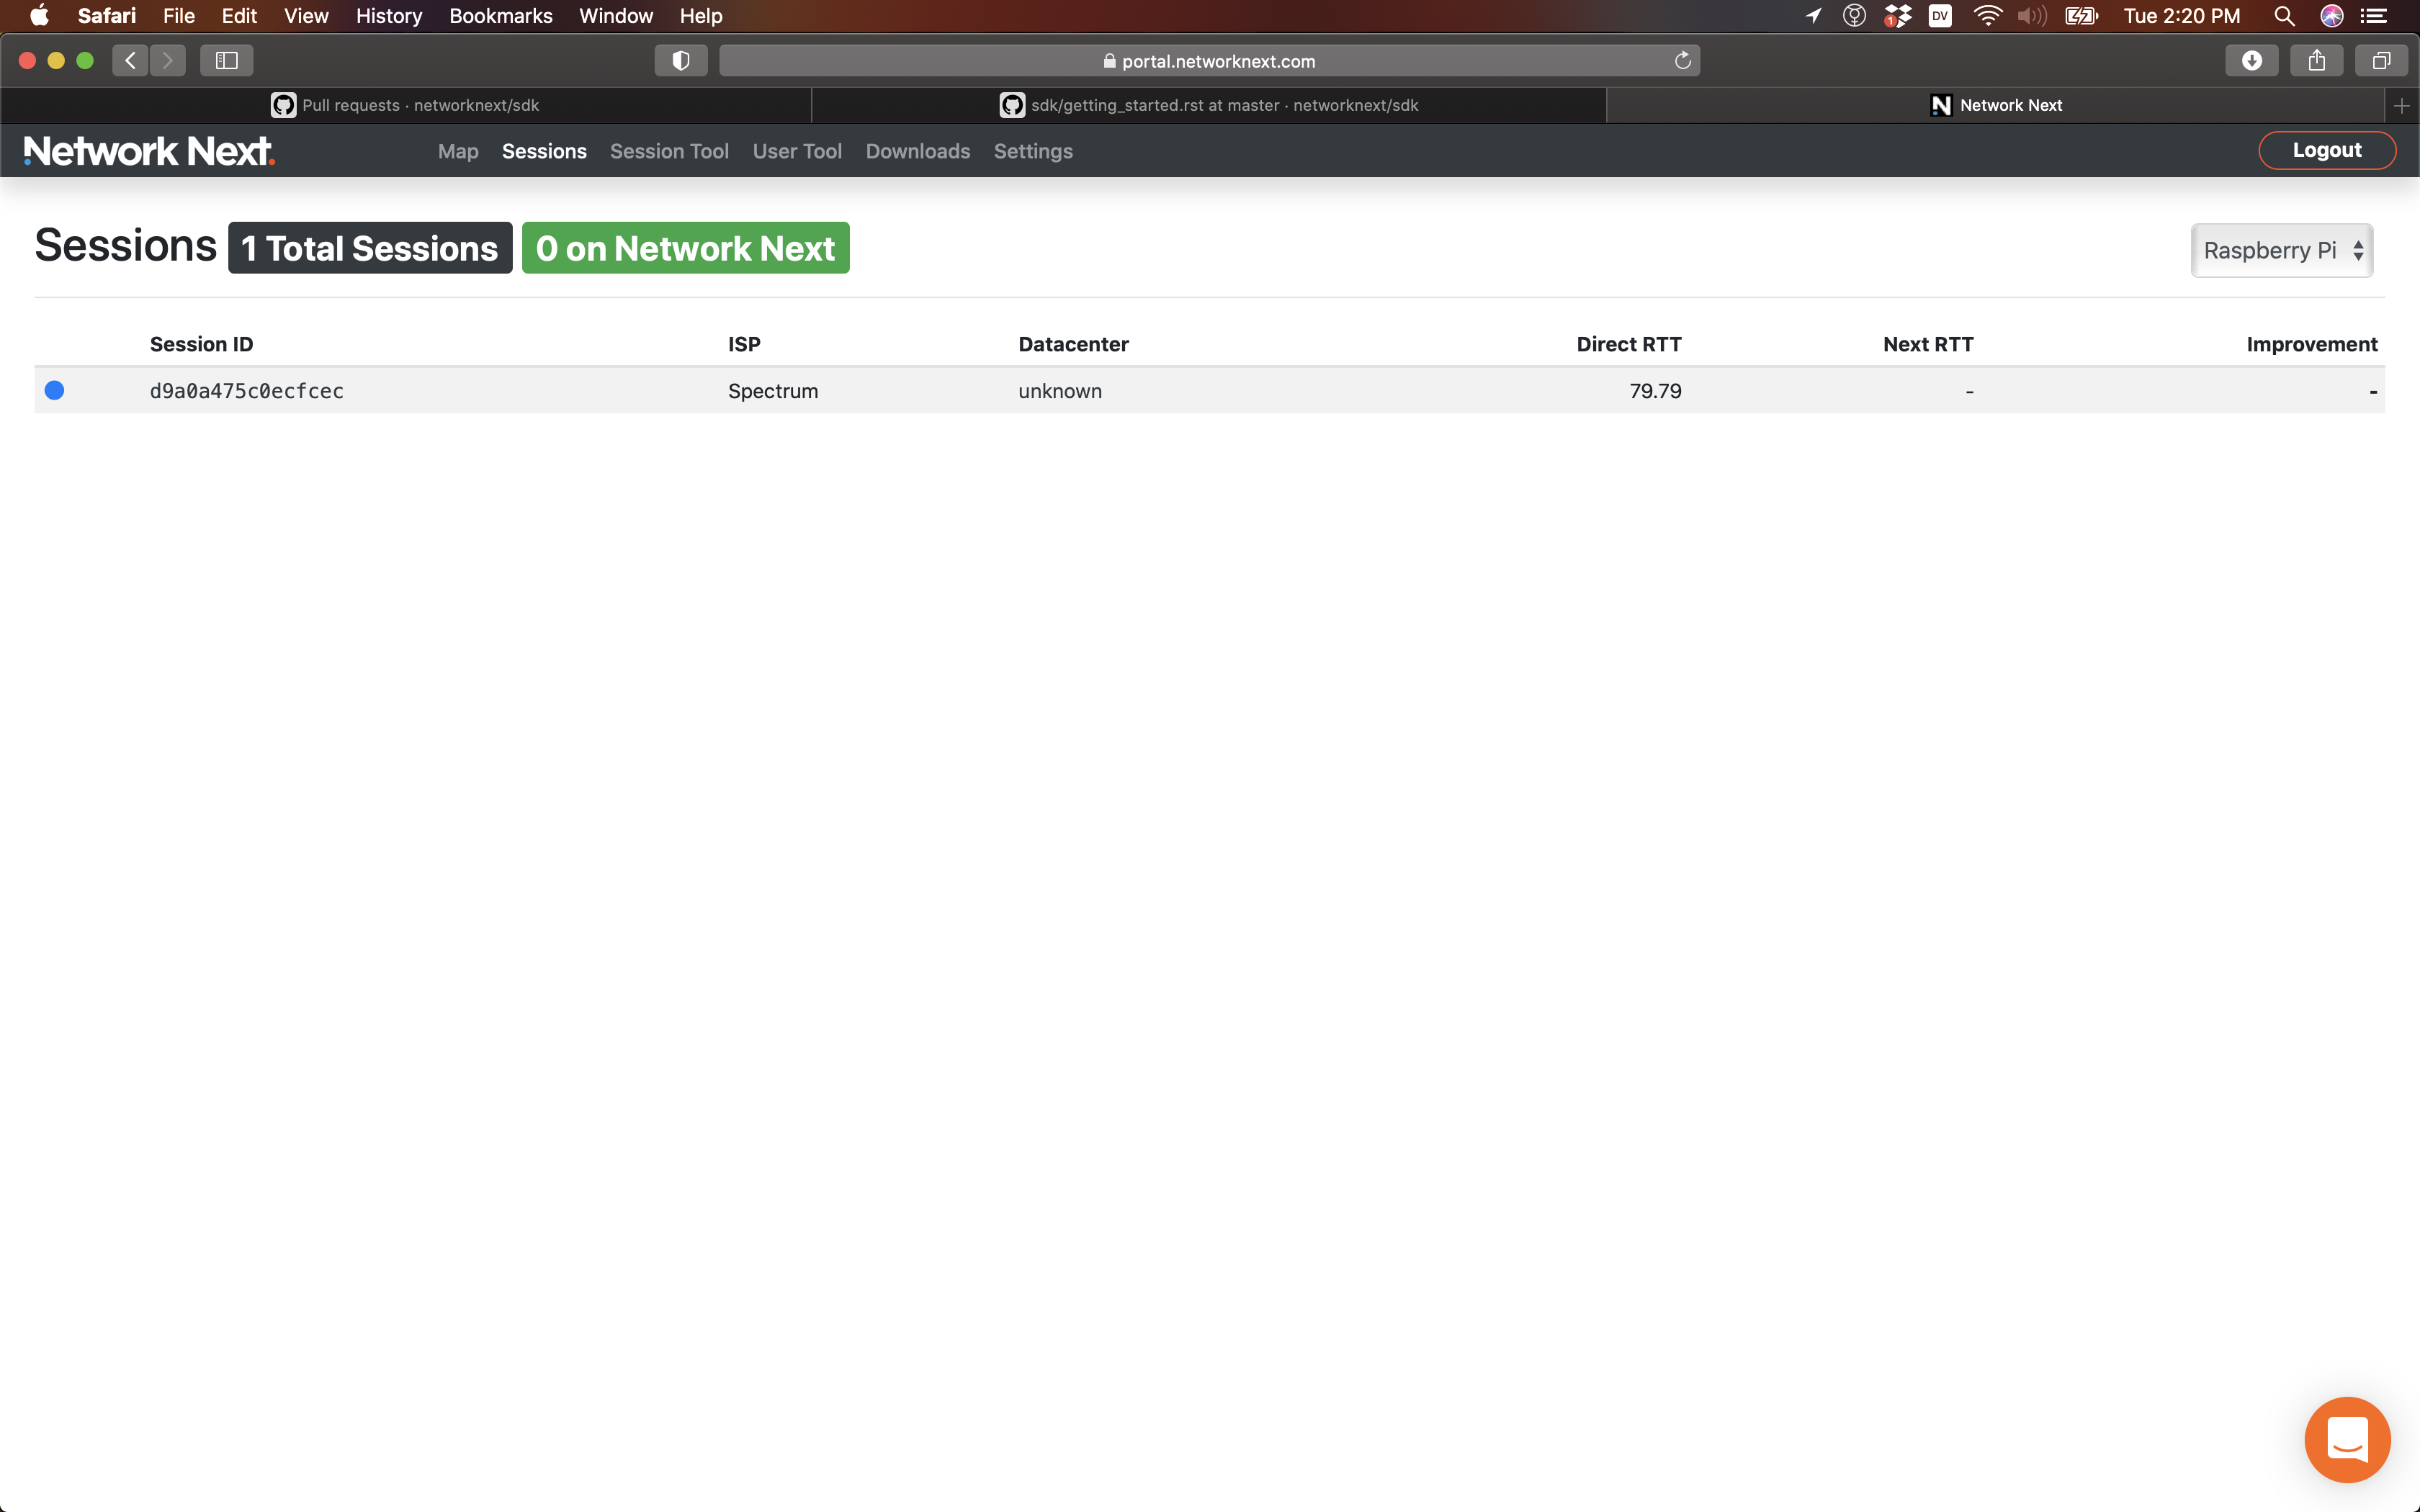 Safari File Edit View History Bookmarks Window Help 1 DV Tue 2:20 PM
portal.networknext.com
Pull requests · networknext/sdk sdk/getting_started.rst at master · networknext/sdk N Network Next
Network Next. Map Sessions Session Tool User Tool Downloads Settings Logout
Sessions 1 Total Sessions 0 on Network Next Raspberry Pi
Session ID ISP Datacenter Direct RTT Next RTT Improvement
d9a0a475c0ecfcec Spectrum unknown 79.79 - -